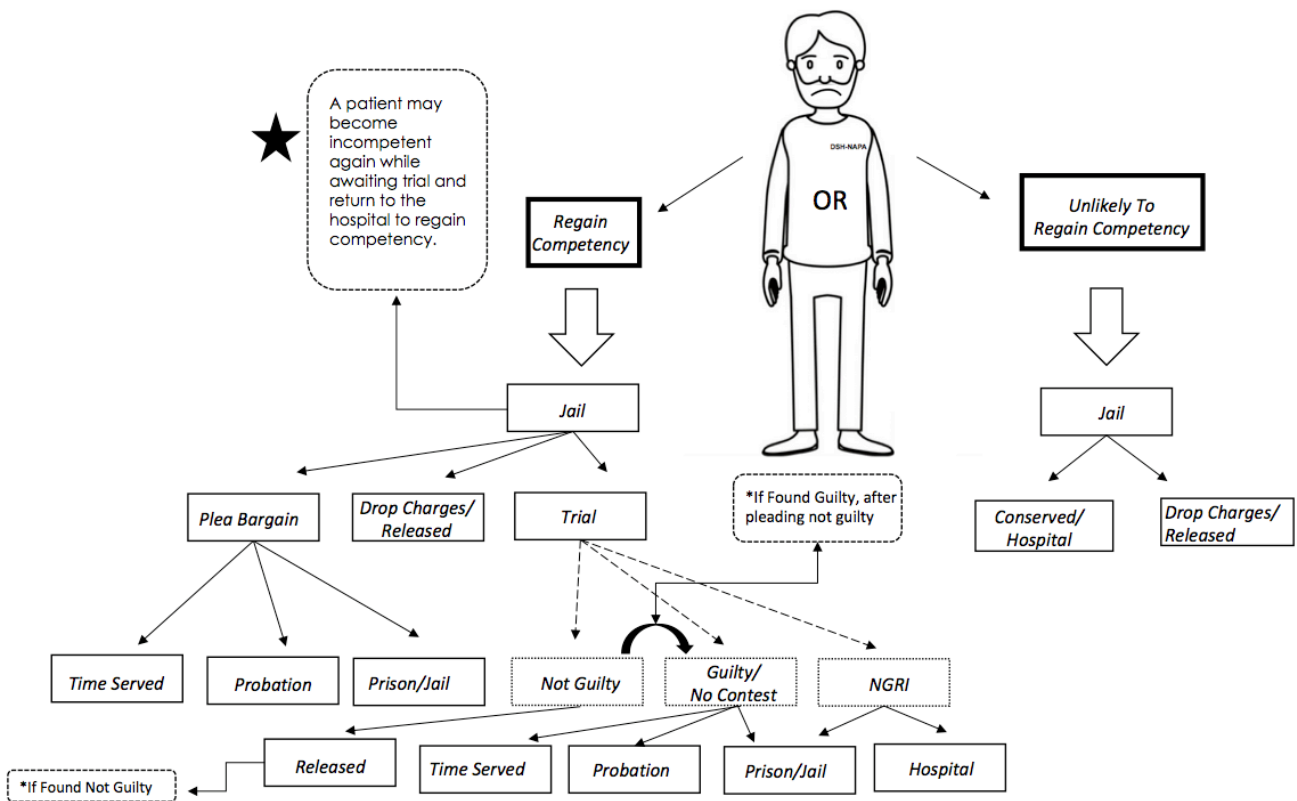 A patient may
become
incompetent
again while
awaiting trial and
return to the
hospital to regain
competency.
DSH-NAPA
OR
Regain
Competency
Unlikely To
Regain Competency
Jail
Jail
Plea Bargain
Drop Charges/
Released
Trial
*If Found Guilty, after
pleading not guilty
Conserved/
Hospital
Drop Charges/
Released
Time Served
Probation
Prison/Jail
Not Guilty
Guilty/
No Contest
NGRI
Released
Time Served
Probation
Prison/Jail
Hospital
*If Found Not Guilty